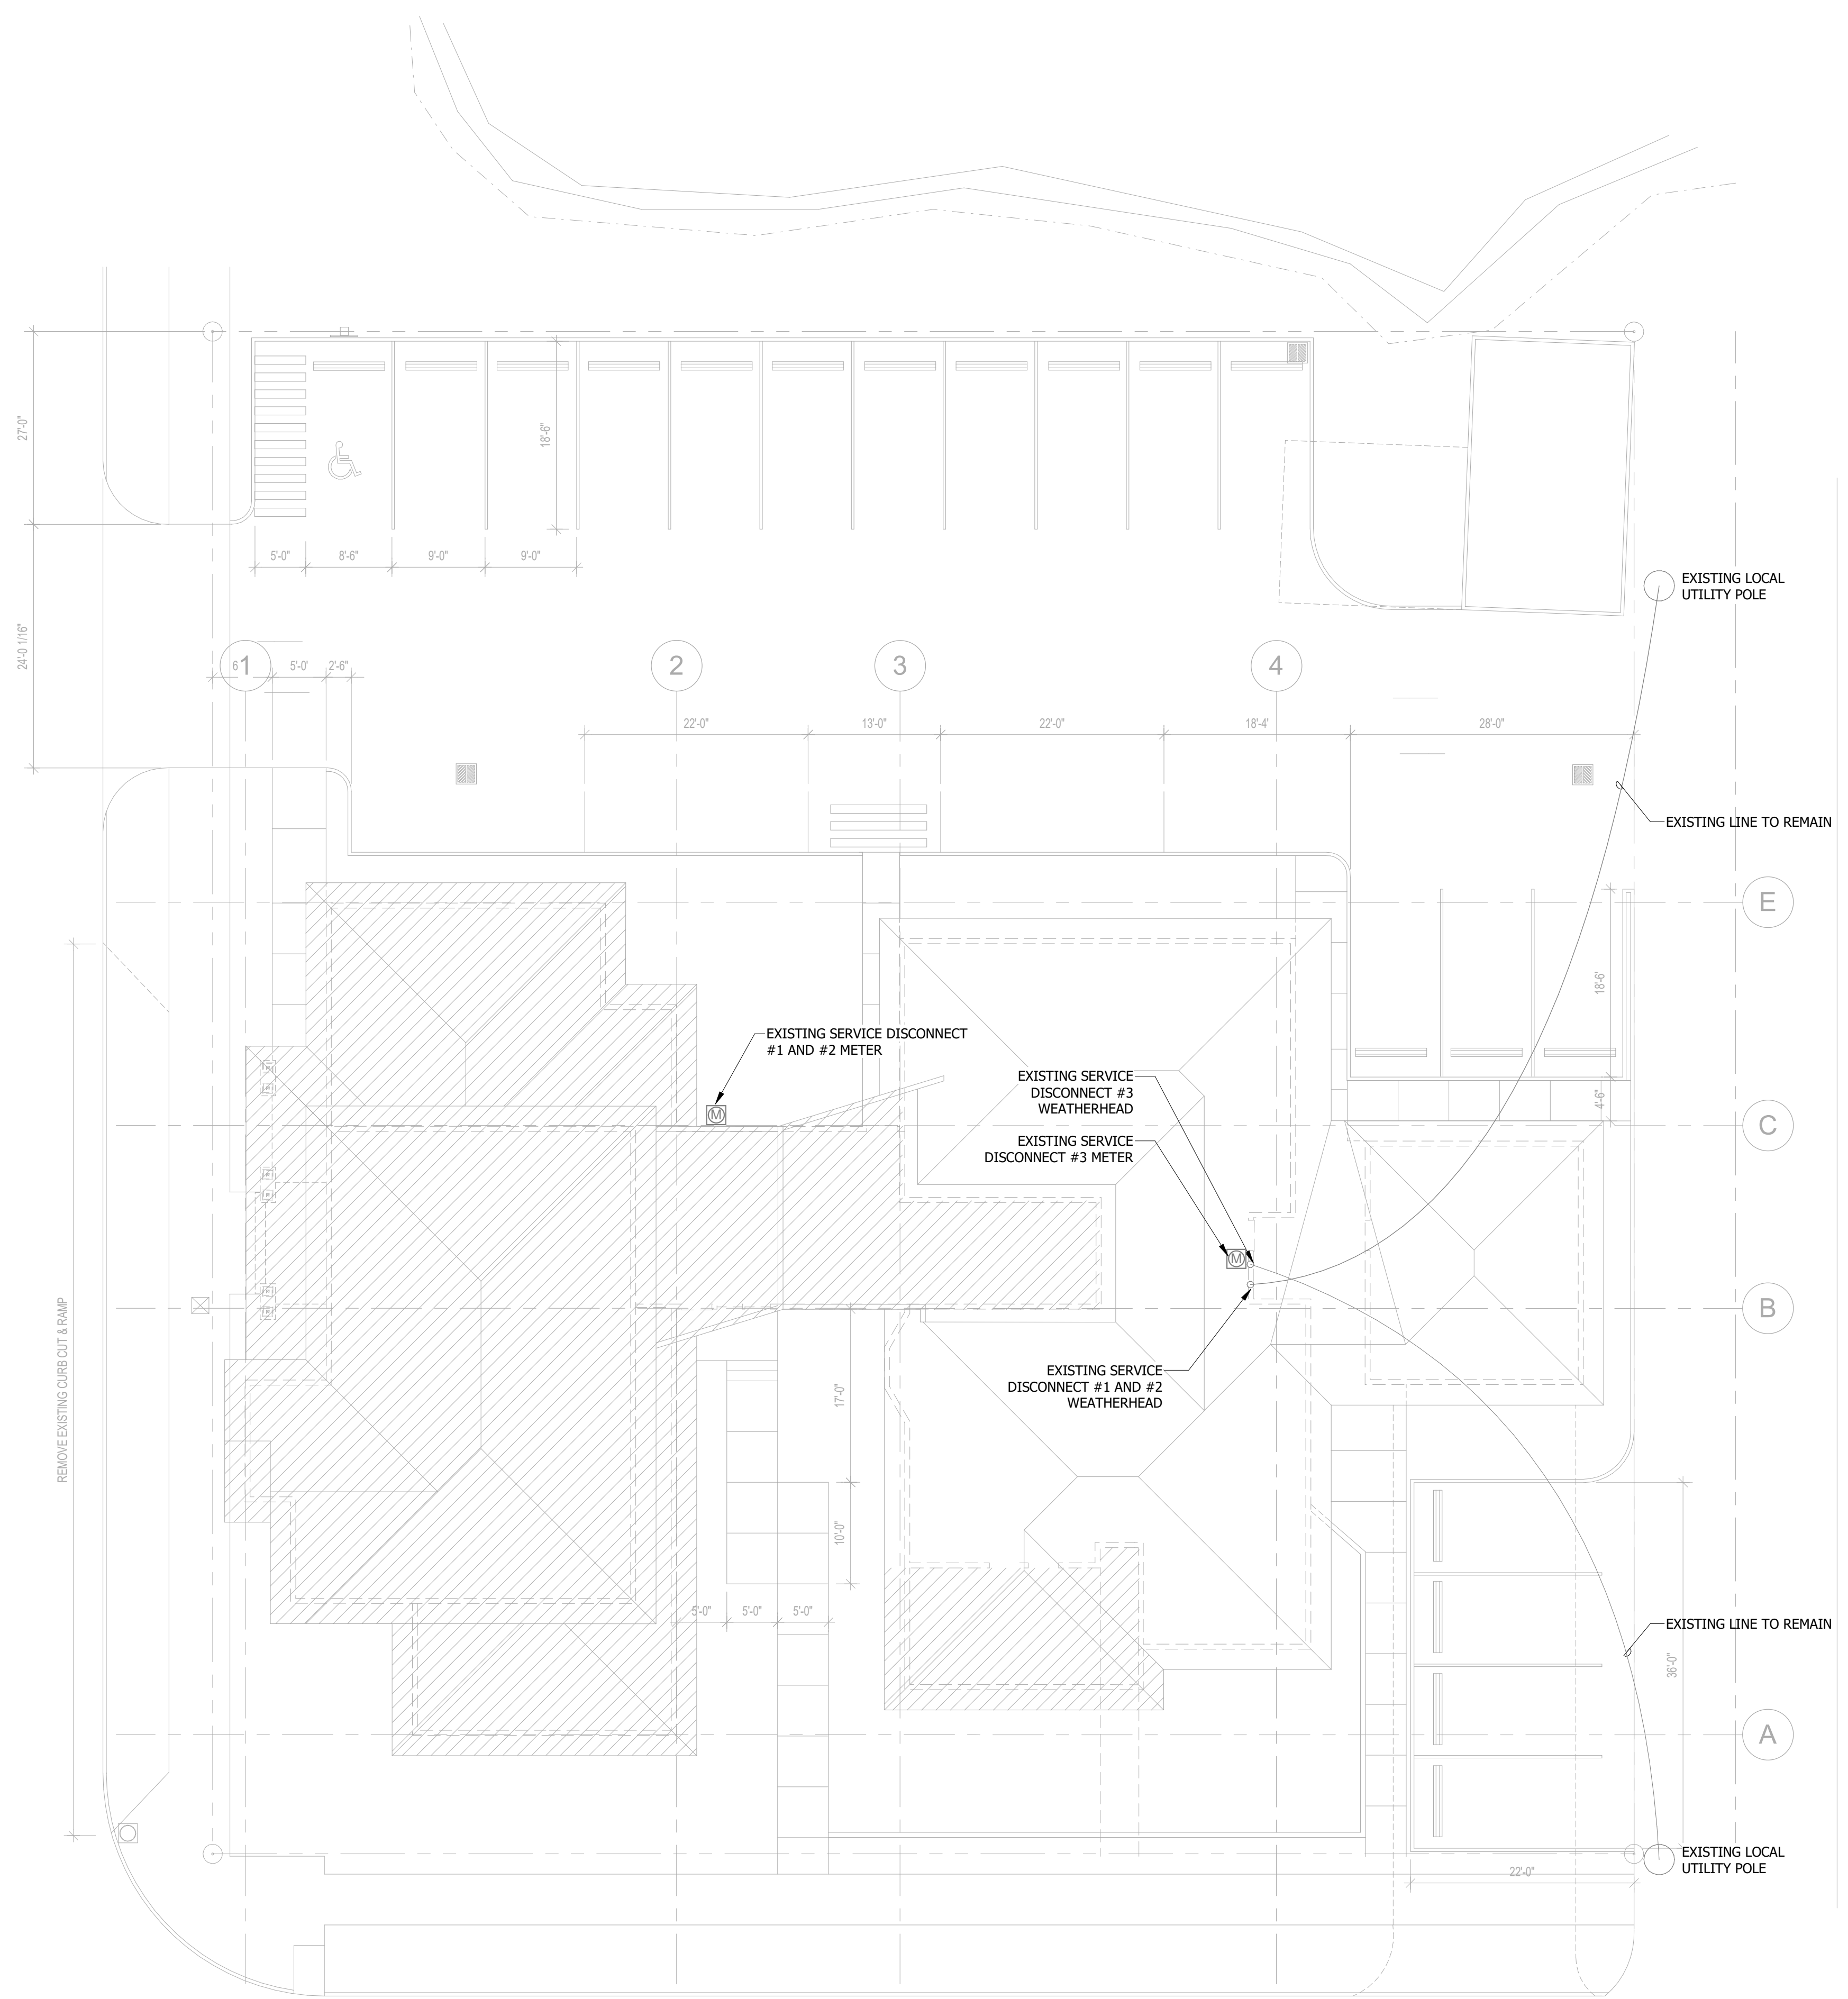 27'-0"
18'-6"
5'-0"
8'-6"
9'-0"
9'-0"
EXISTING LOCAL
UTILITY POLE
24'-0 1/16"
6
1
5'-0'
2'-6"
2
3
4
22'-0"
13'-0"
22'-0"
18'-4'
28'-0"
EXISTING LINE TO REMAIN
E
18'-6'
EXISTING SERVICE DISCONNECT
#1 AND #2 METER
M
EXISTING SERVICE
DISCONNECT #3
WEATHERHEAD
4'-6"
C
EXISTING SERVICE
DISCONNECT #3 METER
M
B
REMOVE EXISTING CURB CUT & RAMP
EXISTING SERVICE
DISCONNECT #1 AND #2
WEATHERHEAD
17'-0"
10'-0"
5'-0"
5'-0"
5'-0"
EXISTING LINE TO REMAIN
36'-0"
A
EXISTING LOCAL
UTILITY POLE
22'-0"